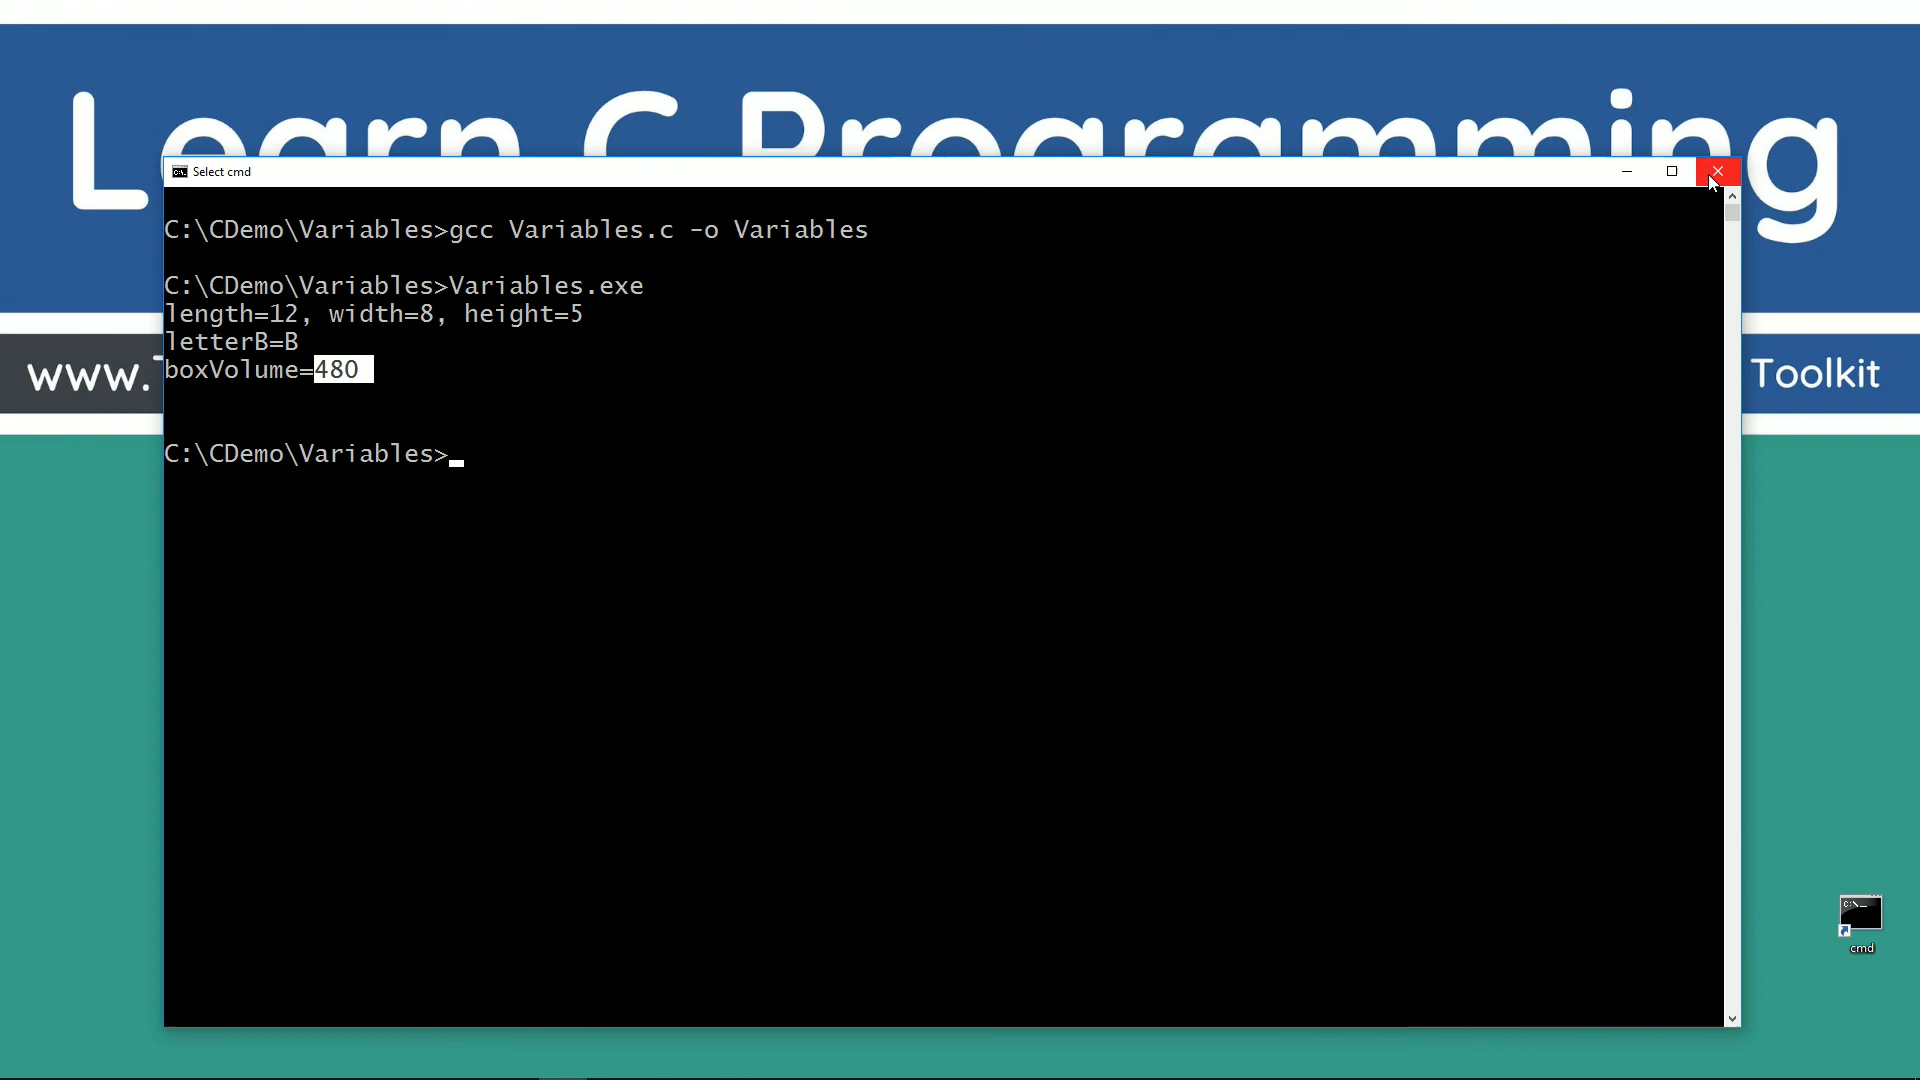 Learn C Programming
Select cmd
C:\CDemo\Variables>gcc Variables.c -o Variables
C:\CDemo\Variables>Variables.exe
length=12, width=8, height=5
letterB=B
boxVolume=480
www.
Toolkit
C:\CDemo\Variables>
cmd